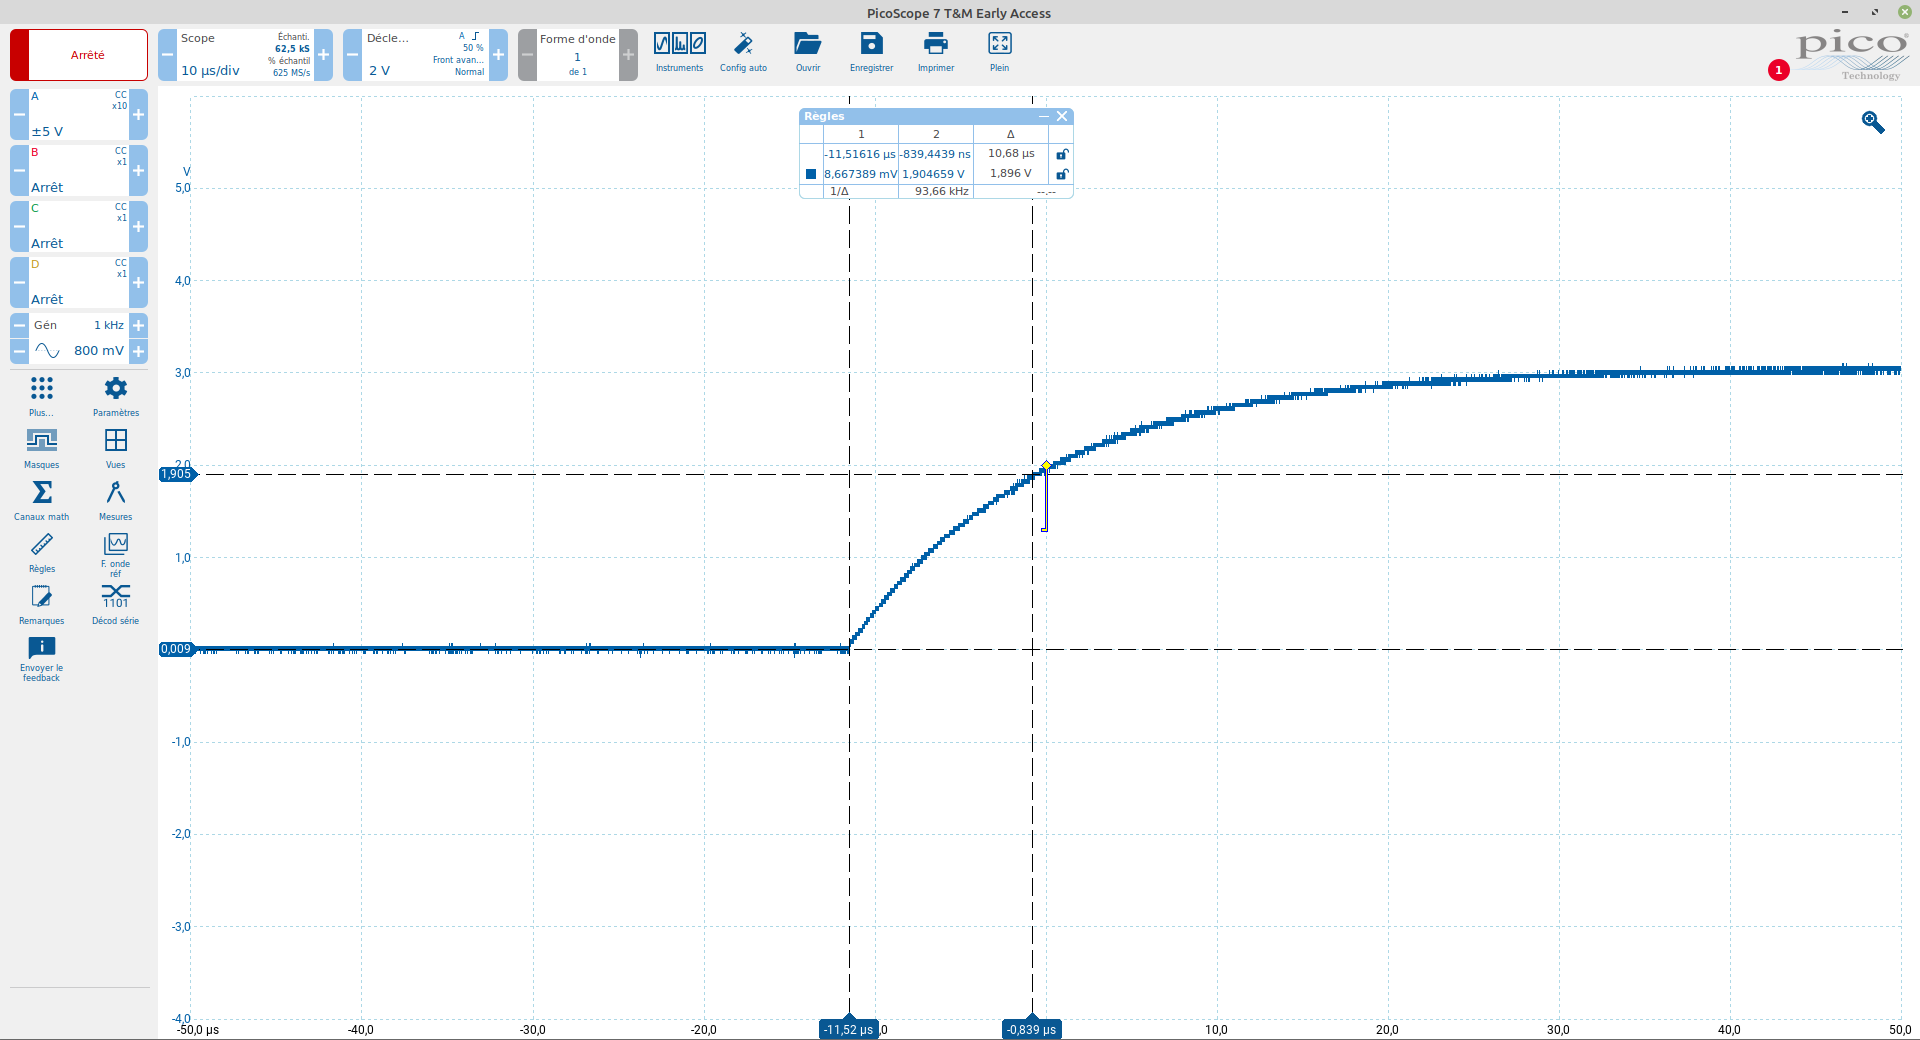 PicoScope 7 T&M Early Access
Arrêté
Scope
10 µs/div
Échanti.
62,5 kS
% échantil
625 MS/s
Décle...
2 V
A
50 %
Front avan...
Normal
Forme d'onde
1
de 1
Instruments
Config auto
Ouvrir
Enregistrer
Imprimer
Plein
1
pico
Technology
A
CC
x10
±5 V
B
CC
x1
Arrêt
C
CC
x1
Arrêt
D
CC
x1
Arrêt
Gén
1 kHz
800 mV
Plus...
Paramètres
Masques
Vues
Canaux math
Mesures
Règles
F. onde
réf
Remarques
1101
Décod série
Envoyer le
feedback
Règles
1 2 Δ
-11,51616 µs -839,4439 ns 10,68 µs
8,667389 mV 1,904659 V 1,896 V
1/Δ 93,66 kHz --.--
V
5,0
4,0
3,0
2,0
1,905
1,0
0,009
-1,0
-2,0
-3,0
-4,0
-50,0 µs
-40,0
-30,0
-20,0
-11,52 µs
-0,839 µs
10,0
20,0
30,0
40,0
50,0